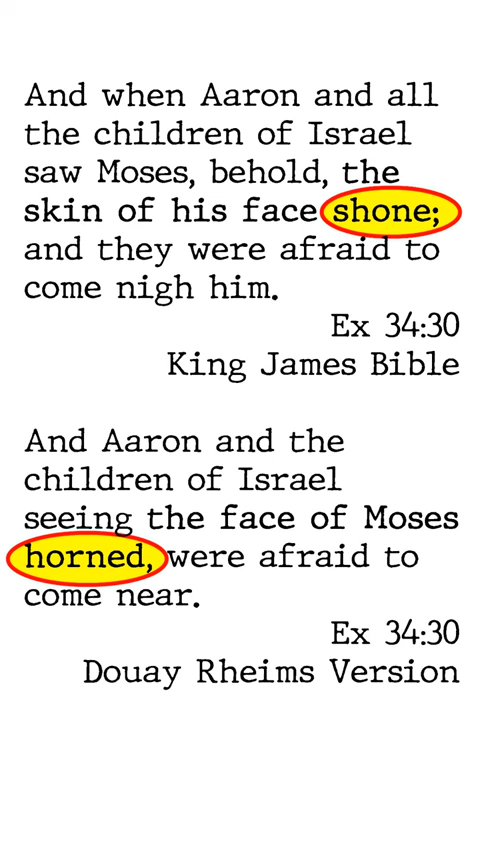 And when Aaron and all
the children of Israel
saw Moses, behold, the
skin of his face shone;
and they were afraid to
come nigh him.
Ex 34:30
King James Bible
And Aaron and the
children of Israel
seeing the face of Moses
horned, were afraid to
come near.
Ex 34:30
Douay Rheims Version